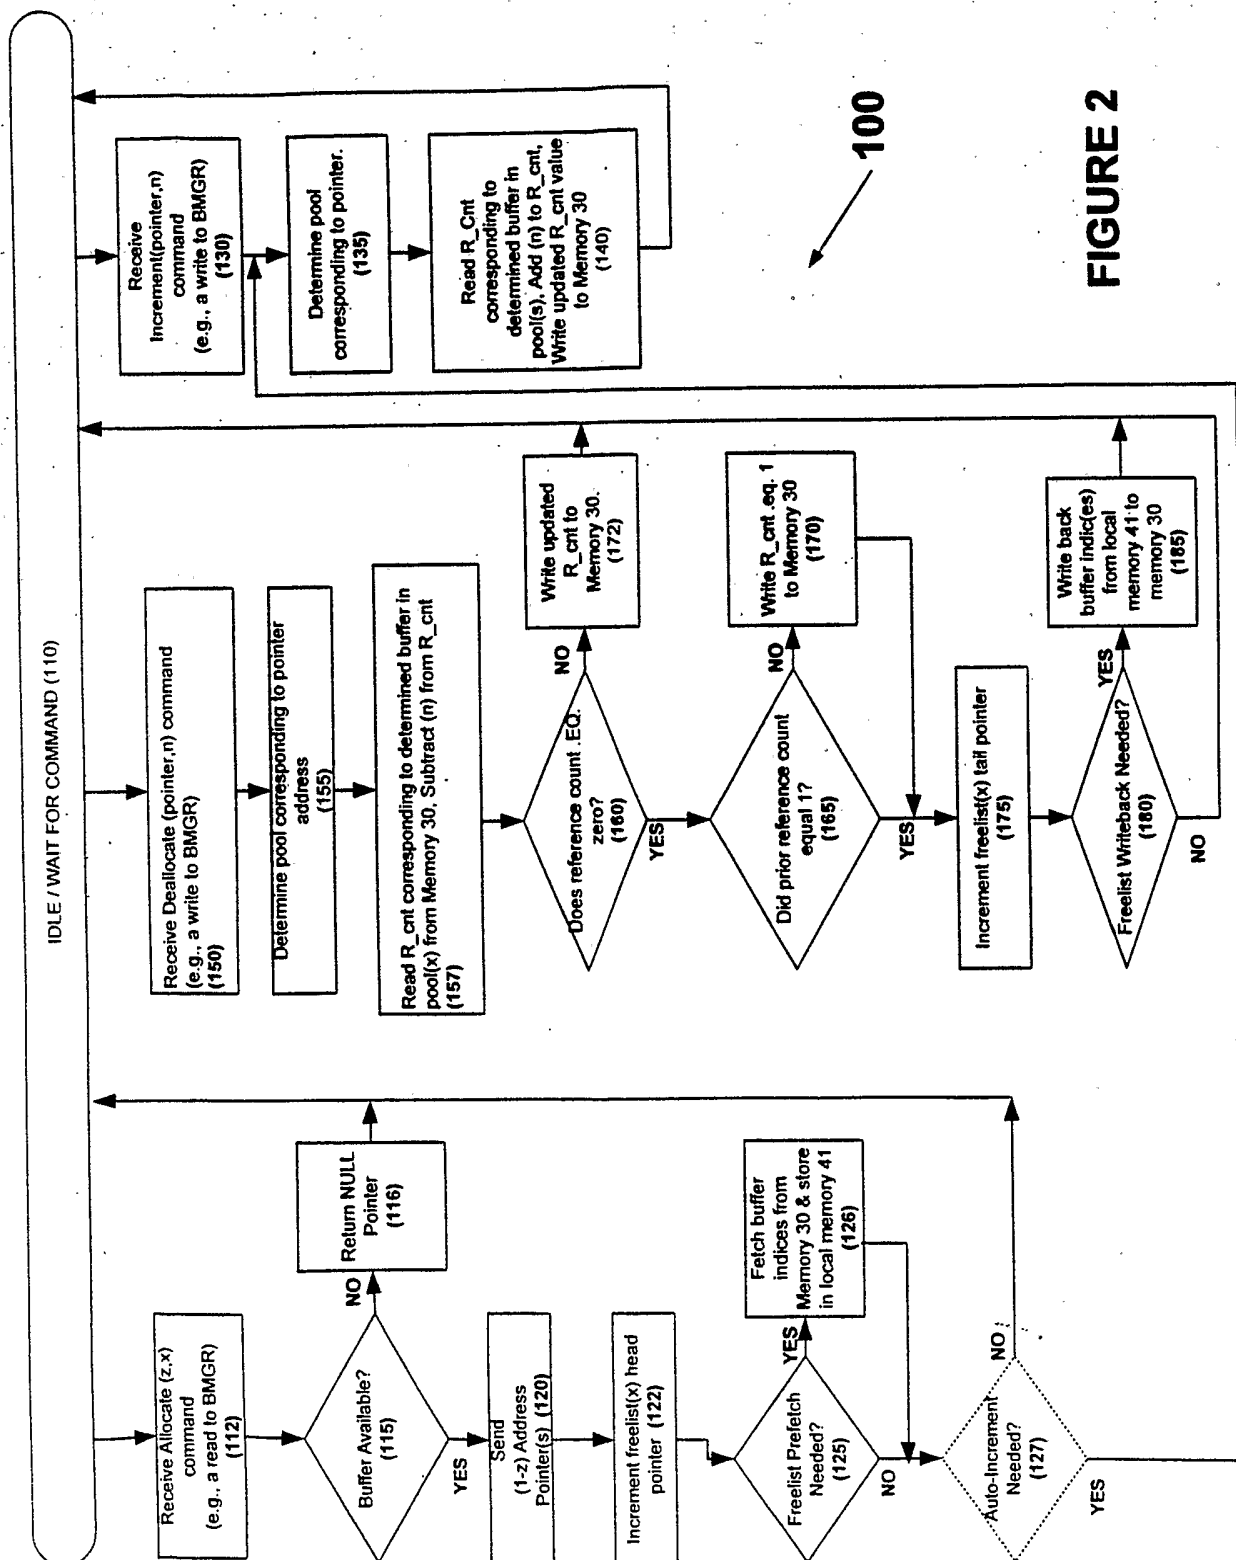 IDLE / WAIT FOR COMMAND (110)
Receive Allocate (z,x)
command
(e.g., a read to BMGR)
(112)
Buffer Available?
(115)
NO
Return NULL
Pointer
(116)
YES
Send
(1-z) Address
Pointer(s) (120)
Increment freelist(x) head
pointer (122)
Freelist Prefetch
Needed?
(125)
YES
Fetch buffer
indices from
Memory 30 & store
in local memory 41
(126)
NO
Auto-Increment
Needed?
(127)
NO
YES
Receive Deallocate (pointer,n) command
(e.g., a write to BMGR)
(150)
Determine pool corresponding to pointer
address
(155)
Read R_cnt corresponding to determined buffer in
pool(x) from Memory 30, Subtract (n) from R_cnt
(157)
Does reference count .EQ.
zero?
(160)
NO
Write updated
R_cnt to
Memory 30.
(172)
YES
Did prior reference count
equal 1?
(165)
NO
Write R_cnt .eq. 1
to Memory 30
(170)
YES
Increment freelist(x) tail pointer
(175)
Freelist Writeback Needed?
(180)
YES
Write back
buffer indic(es)
from local
memory 41 to
memory 30
(185)
NO
Receive
Increment(pointer,n)
command
(e.g., a write to BMGR)
(130)
Determine pool
corresponding to pointer.
(135)
Read R_Cnt
corresponding to
determined buffer in
pool(s), Add (n) to R_cnt,
Write updated R_cnt value
to Memory 30
(140)
100
FIGURE 2